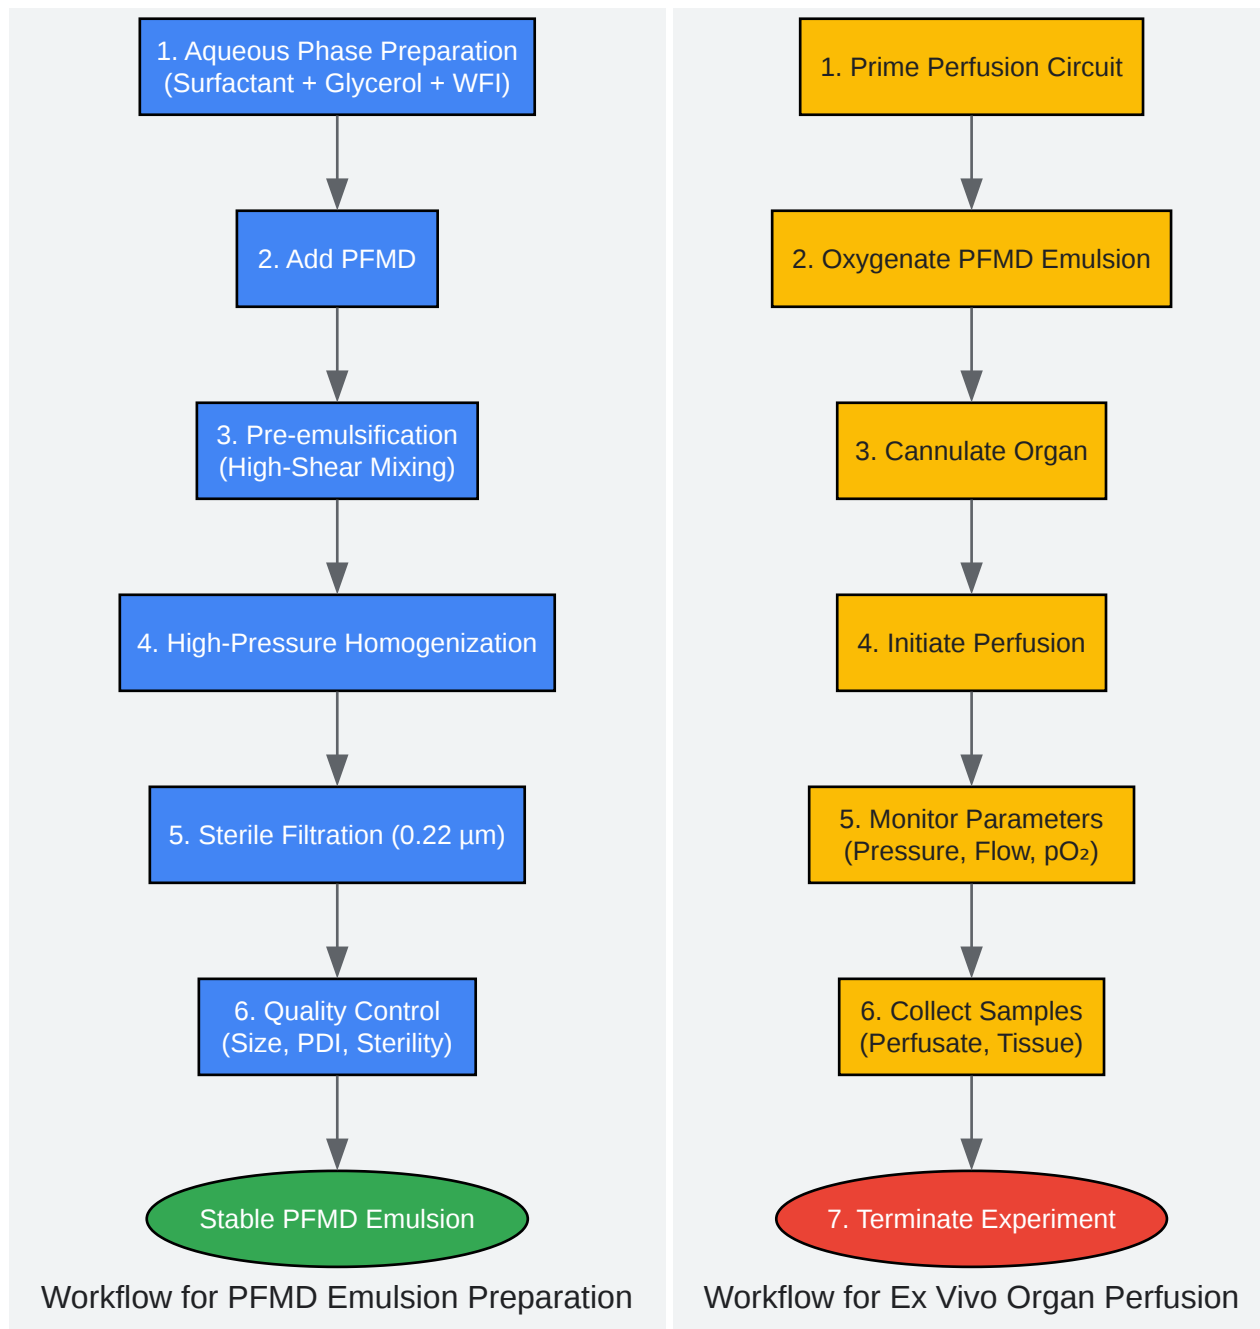 1. Aqueous Phase Preparation
(Surfactant + Glycerol + WFI)
2. Add PFMD
3. Pre-emulsification
(High-Shear Mixing)
4. High-Pressure Homogenization
5. Sterile Filtration (0.22 µm)
6. Quality Control
(Size, PDI, Sterility)
Stable PFMD Emulsion
Workflow for PFMD Emulsion Preparation
1. Prime Perfusion Circuit
2. Oxygenate PFMD Emulsion
3. Cannulate Organ
4. Initiate Perfusion
5. Monitor Parameters
(Pressure, Flow, pO₂)
6. Collect Samples
(Perfusate, Tissue)
7. Terminate Experiment
Workflow for Ex Vivo Organ Perfusion